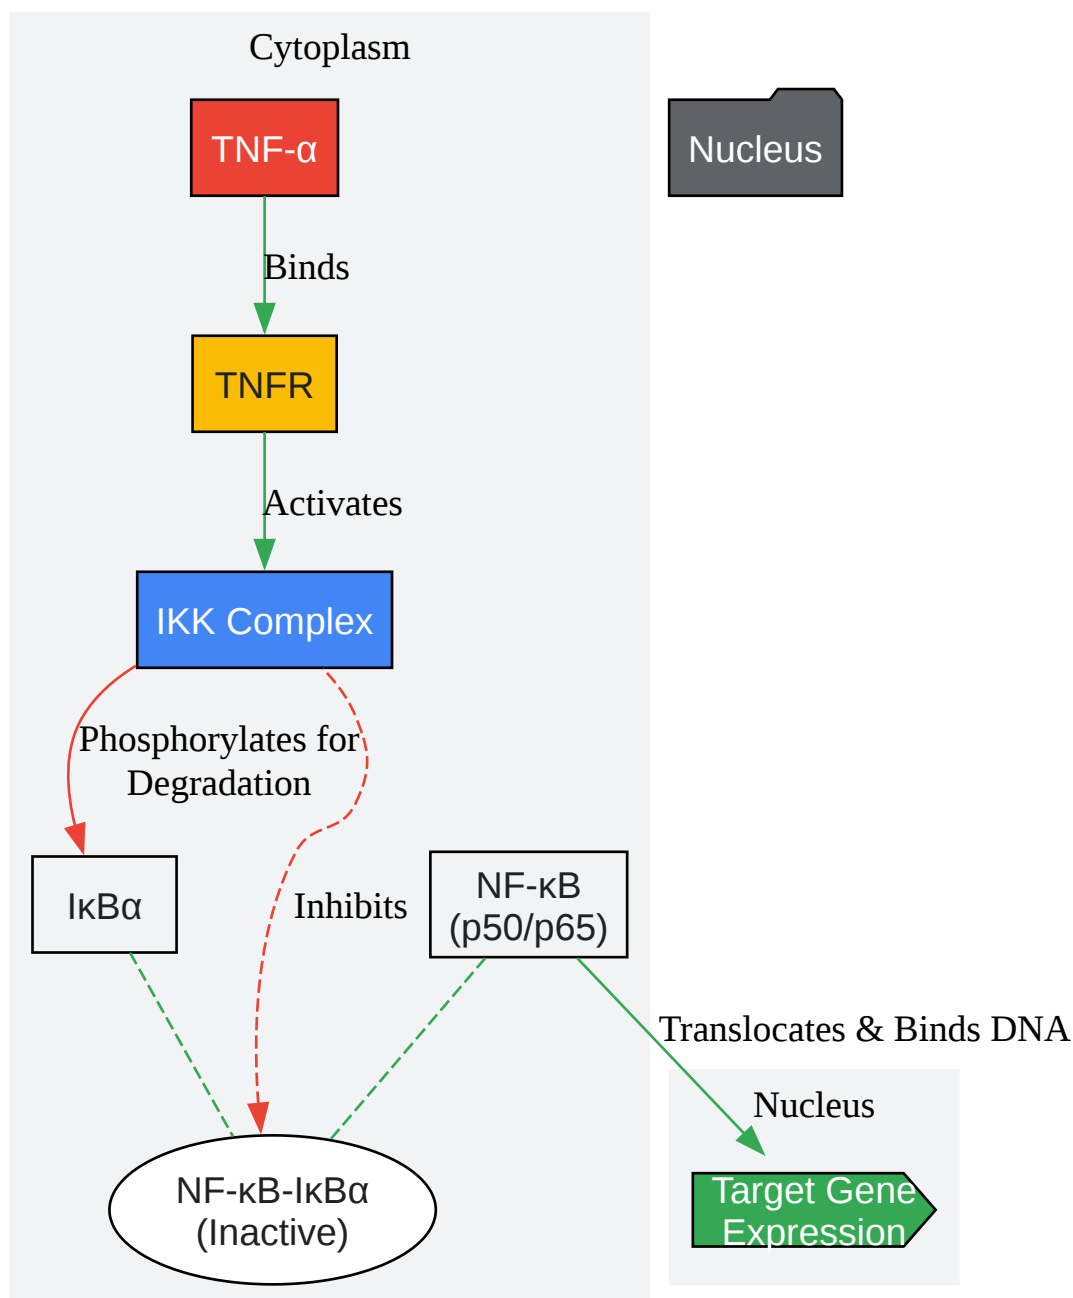 Cytoplasm
TNF-α
Nucleus
Binds
TNFR
Activates
IKK Complex
Phosphorylates for
Degradation
IκBα
Inhibits
NF-κB
(p50/p65)
Translocates & Binds DNA
Nucleus
NF-κB-IκBα
(Inactive)
Target Gene
Expression